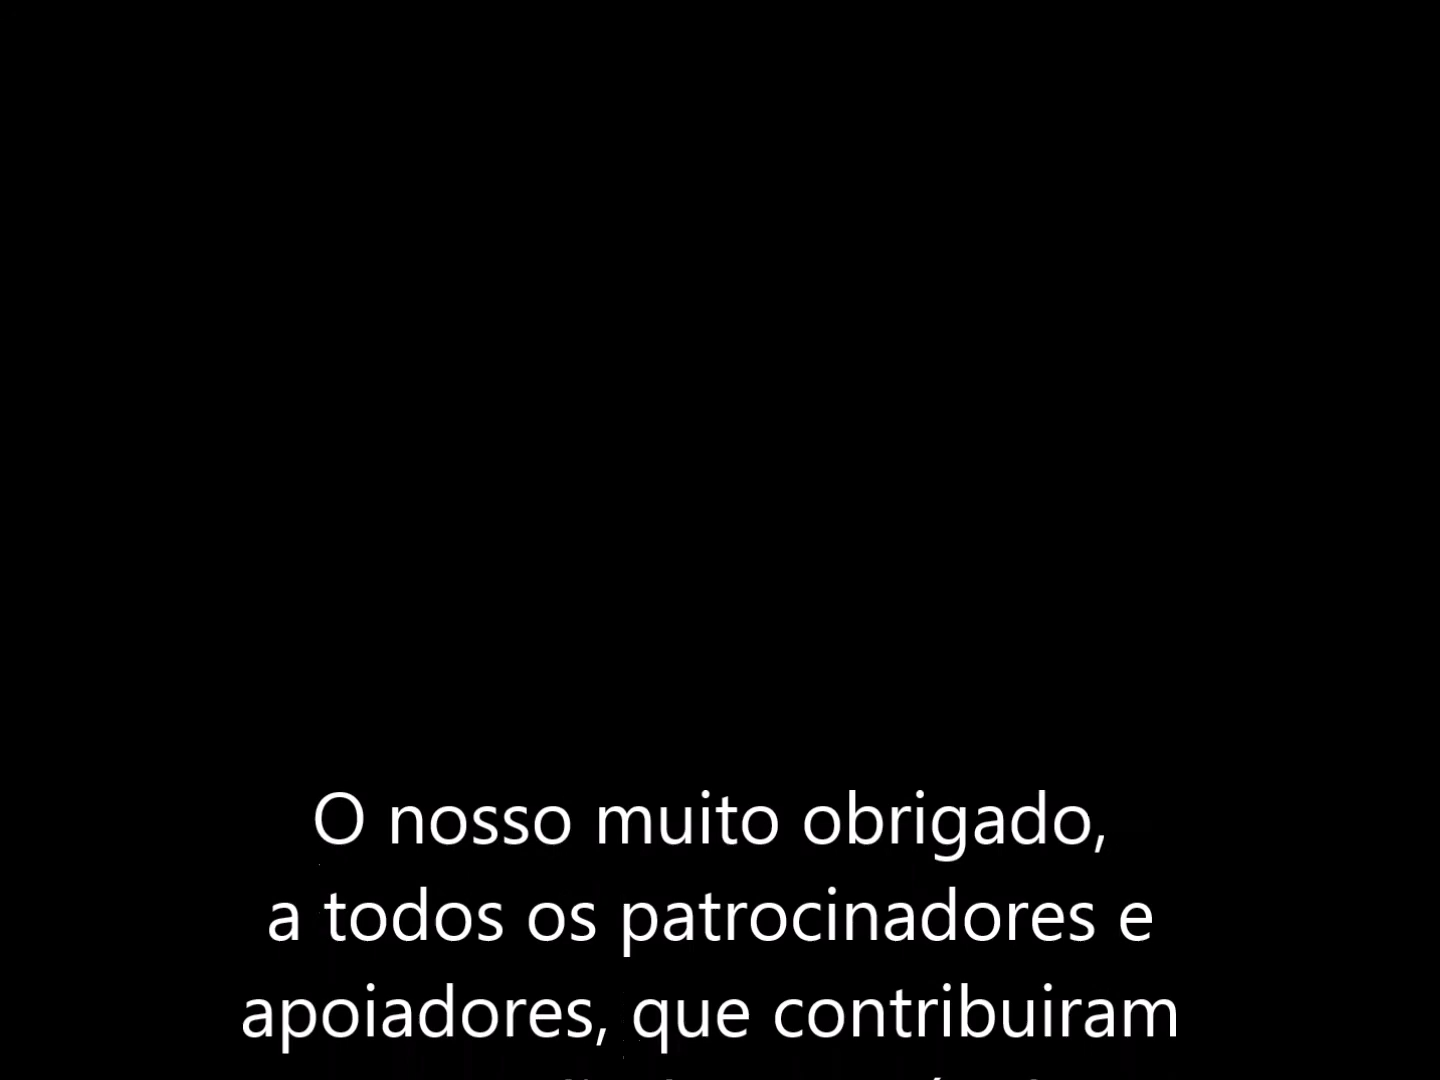 O nosso muito obrigado,
a todos os patrocinadores e
apoiadores, que contribuiram